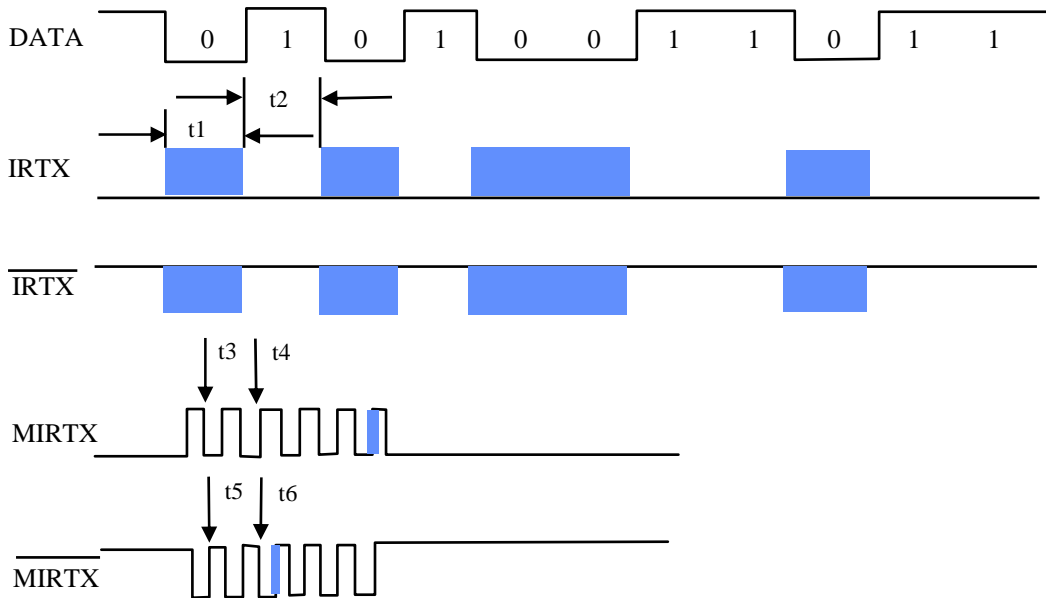 DATA 0 1 0 1 0 0 1 1 0 1 1
t2
t1
IRTX
IRTX
t3 t4
MIRTX
t5 t6
MIRTX